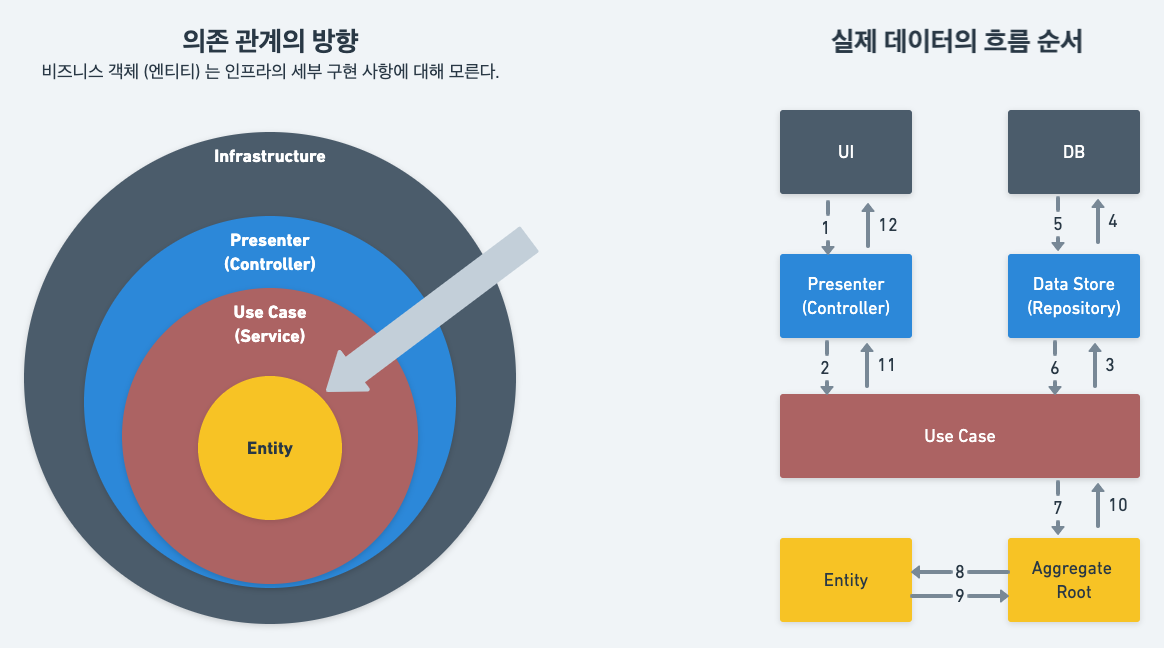 의존 관계의 방향
비즈니스 객체 (엔티티) 는 인프라의 세부 구현 사항에 대해 모른다.
Infrastructure
Presenter
(Controller)
Use Case
(Service)
Entity
실제 데이터의 흐름 순서
UI
DB
1
12
5
4
Presenter
(Controller)
Data Store
(Repository)
2
11
6
3
Use Case
7
10
Entity
8
9
Aggregate
Root